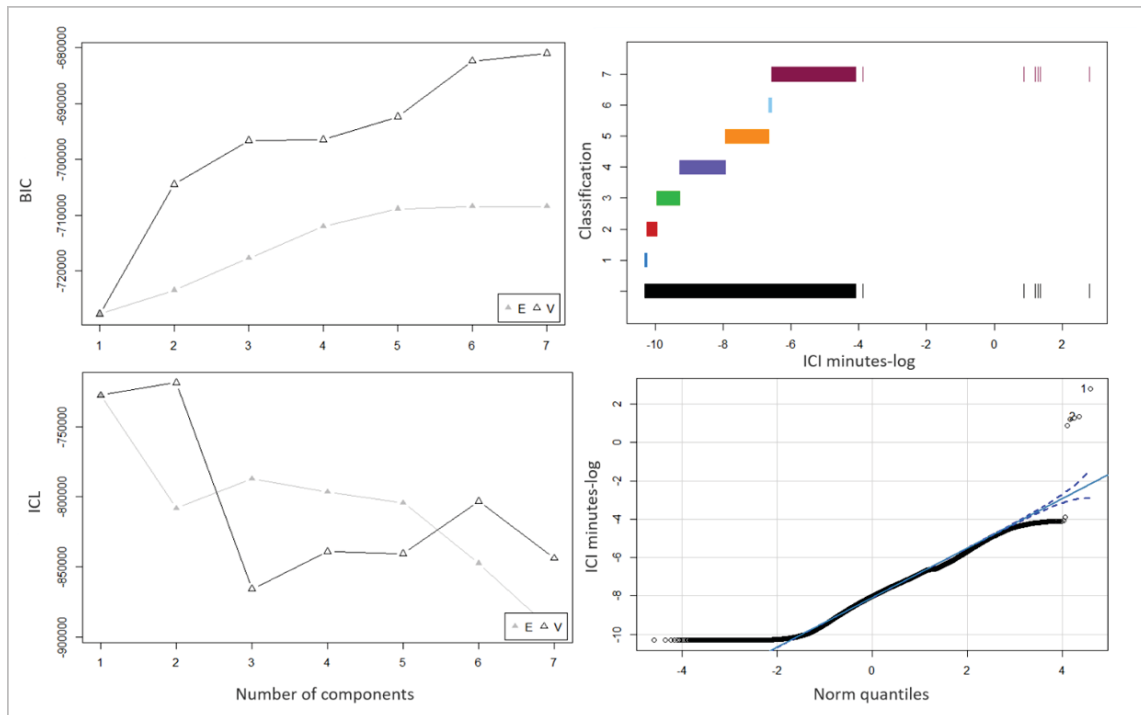 BIC
-680000
-690000
-700000
-710000
-720000
1 2 3 4 5 6 7
E V
Classification
7
6
5
4
3
2
1
-10 -8 -6 -4 -2 0 2
ICI minutes-log
ICL
-750000
-800000
-850000
-900000
1 2 3 4 5 6 7
E V
Number of components
ICI minutes-log
2
0
-2
-4
-6
-8
-10
1
2
-4 -2 0 2 4
Norm quantiles